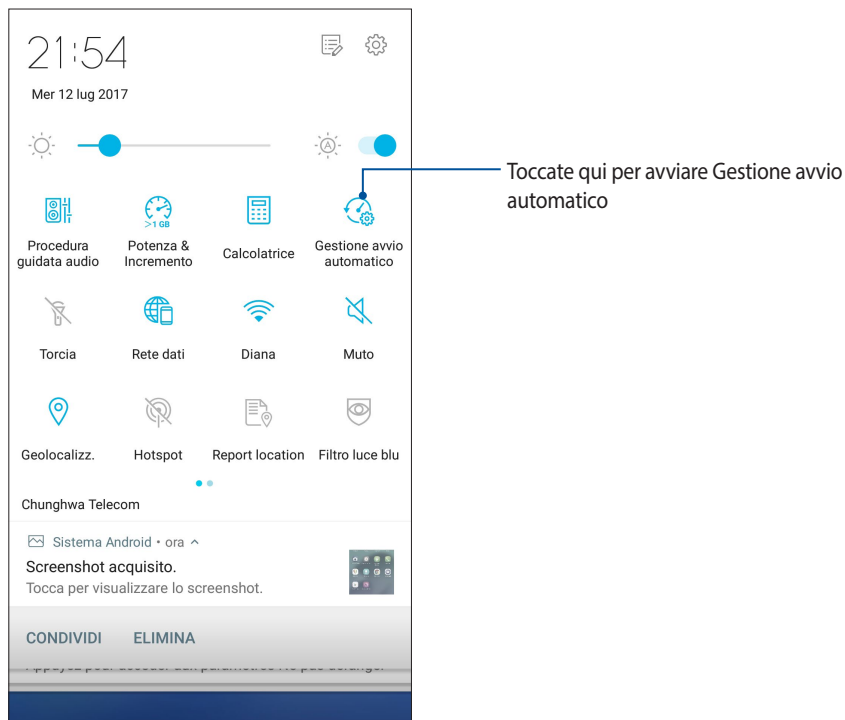 21:54
Mer 12 lug 2017
A
Toccate qui per avviare Gestione avvio
automatico
>1 GB
Procedura
guidata audio
Potenza &
Incremento
Calcolatrice
Gestione avvio
automatico
Torcia
Rete dati
Diana
Muto
Geolocalizz.
Hotspot
Report location
Filtro luce blu
Chunghwa Telecom
Sistema Android • ora
Screenshot acquisito.
Tocca per visualizzare lo screenshot.
CONDIVIDI ELIMINA